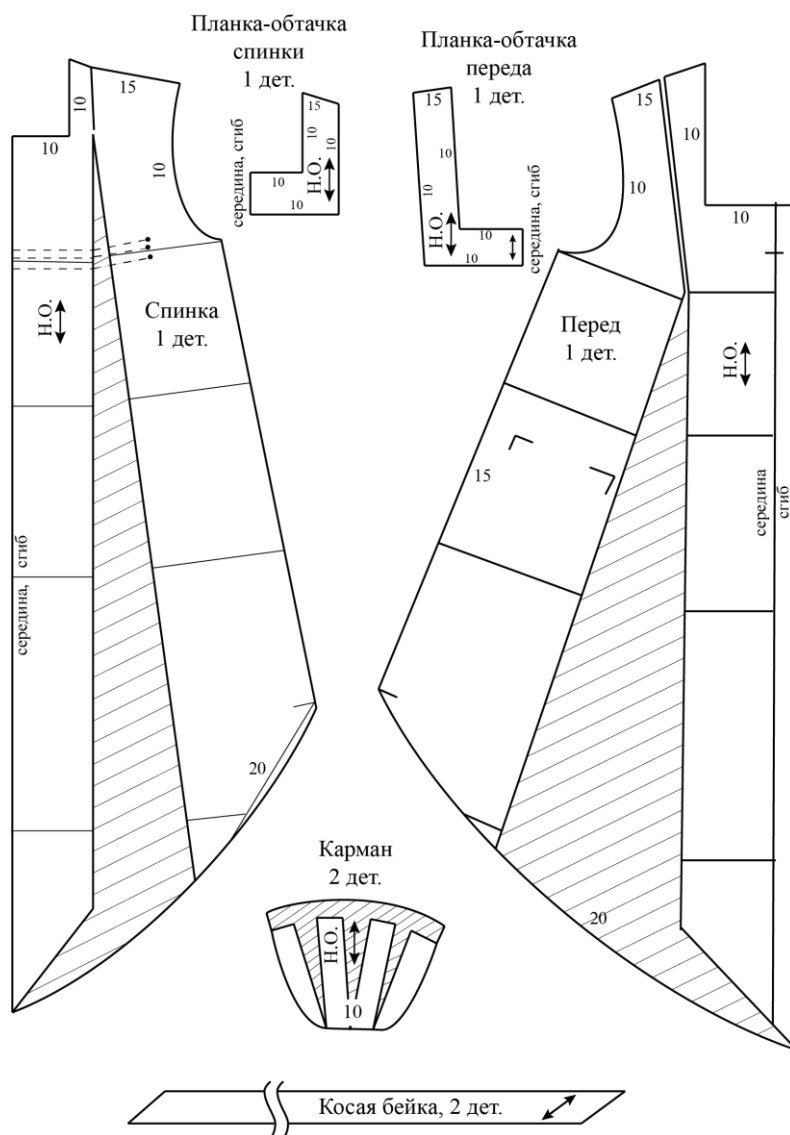 Планка-обтачка
спинки
1 дет.
Планка-обтачка
переда
1 дет.
10
15
10
10
15
10
10
10
10
середина, сгиб
Н.О.
15
10
10
10
10
середина, сгиб
Н.О.
15
10
10
10
Н.О.
Спинка
1 дет.
Перед
1 дет.
Н.О.
15
середина, сгиб
середина
сгиб
20
20
Карман
2 дет.
Н.О.
10
Косая бейка, 2 дет.